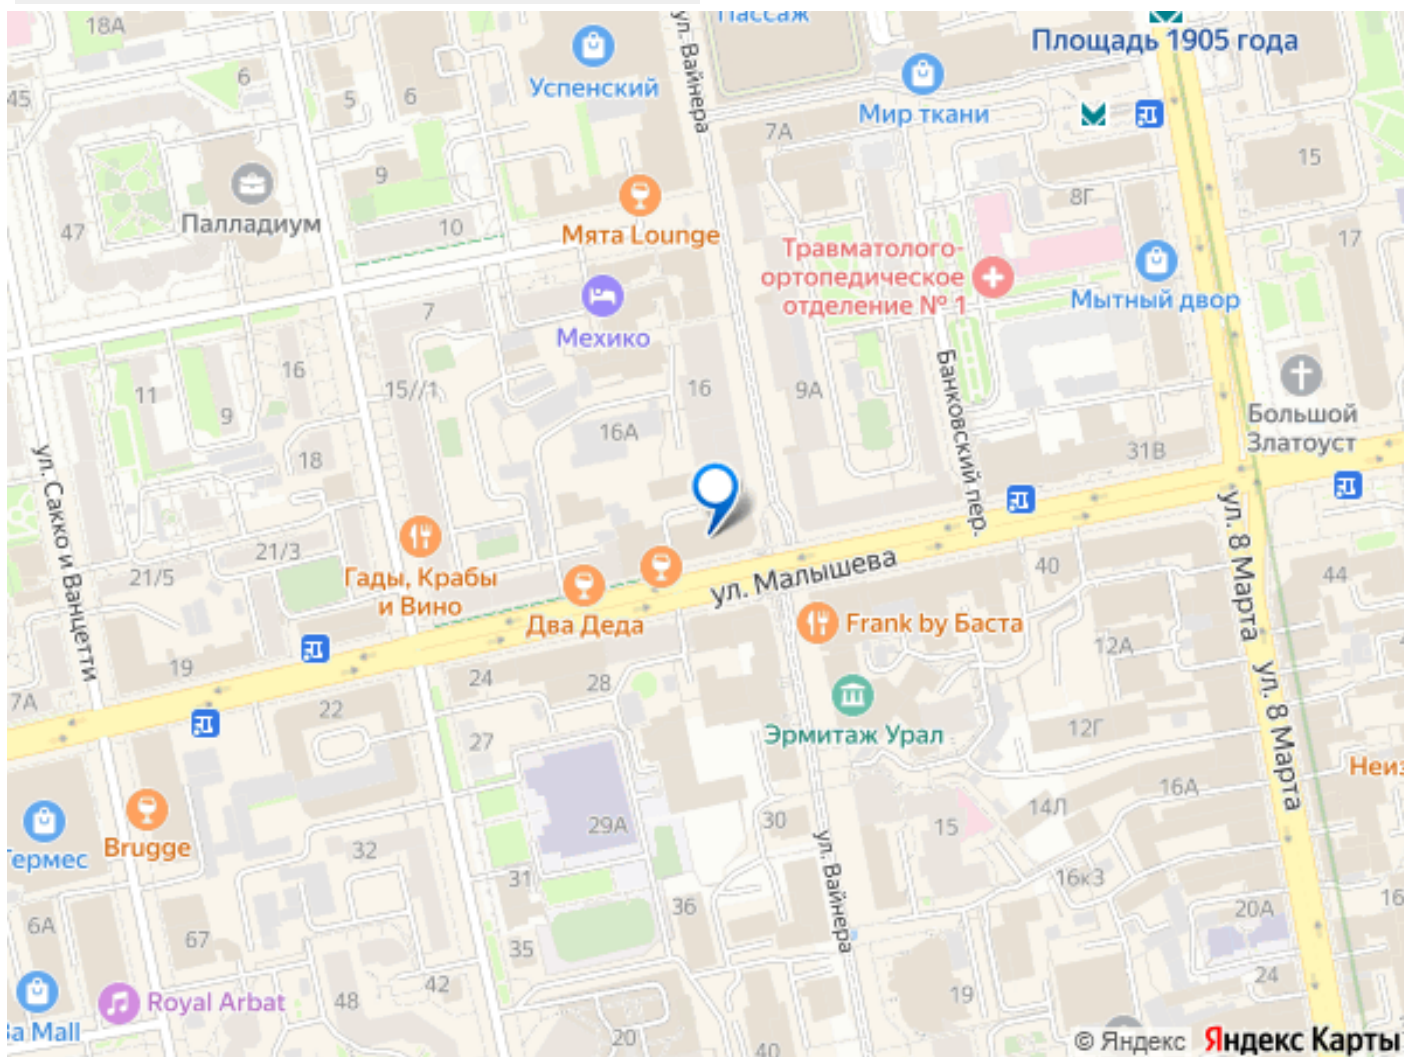 18А
ул. Вайнера
Пассаж
Площадь 1905 года
Успенский
Мир ткани
45
6
5
6
7А
15
9
8Г
Палладиум
47
10
Мята Lounge
17
Травматолого-
ортопедическое
отделение № 1
Мытный двор
7
Мехико
11
16
15//1
16
9А
Банковский пер.
9
16А
Большой
Златоуст
18
31В
ул. Сакко и Ванцетти
21/3
21/5
Гады, Крабы
и Вино
ул. Малышева
40
ул. 8 Марта
44
Два Деда
Frank by Баста
12А
19
7А
24
28
22
27
Эрмитаж Урал
12Г
ул. 8 Марта
16А
14Л
Brugge
29А
30
15
32
ул. Вайнера
31
16к3
36
20А
16
6А
67
35
24
42
19
Royal Arbat
48
20
40
© Яндекс Яндекс Карты